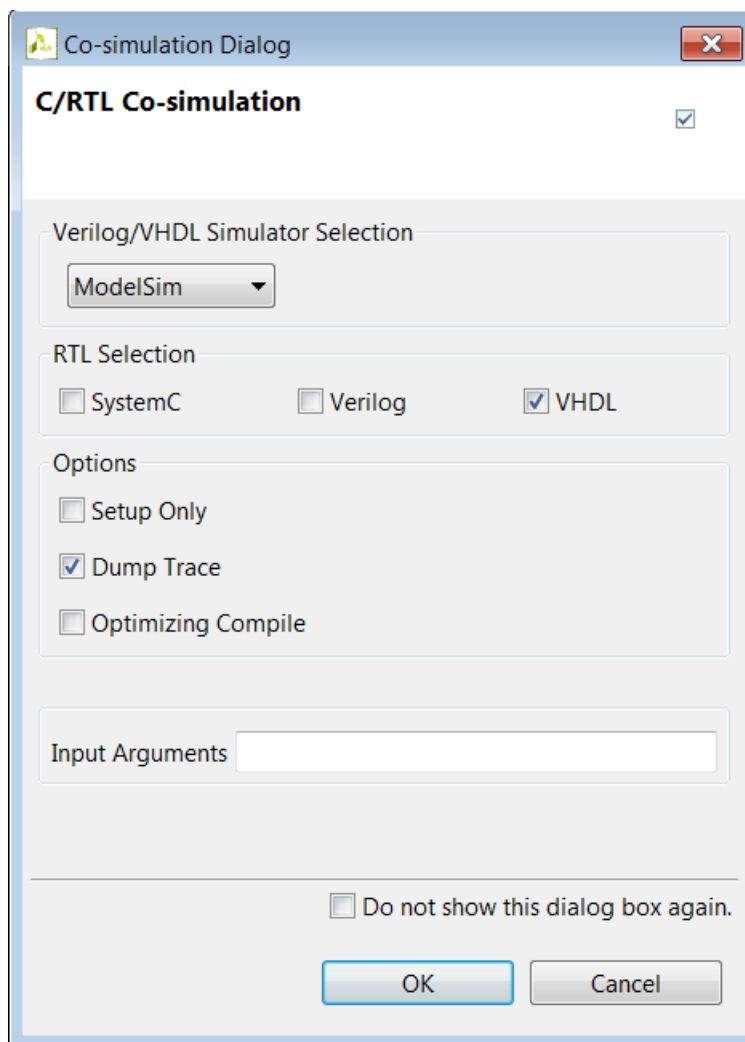 Co-simulation Dialog
C/RTL Co-simulation
Verilog/VHDL Simulator Selection
ModelSim
RTL Selection
SystemC Verilog VHDL
Options
Setup Only
Dump Trace
Optimizing Compile
Input Arguments
Do not show this dialog box again.
OK Cancel